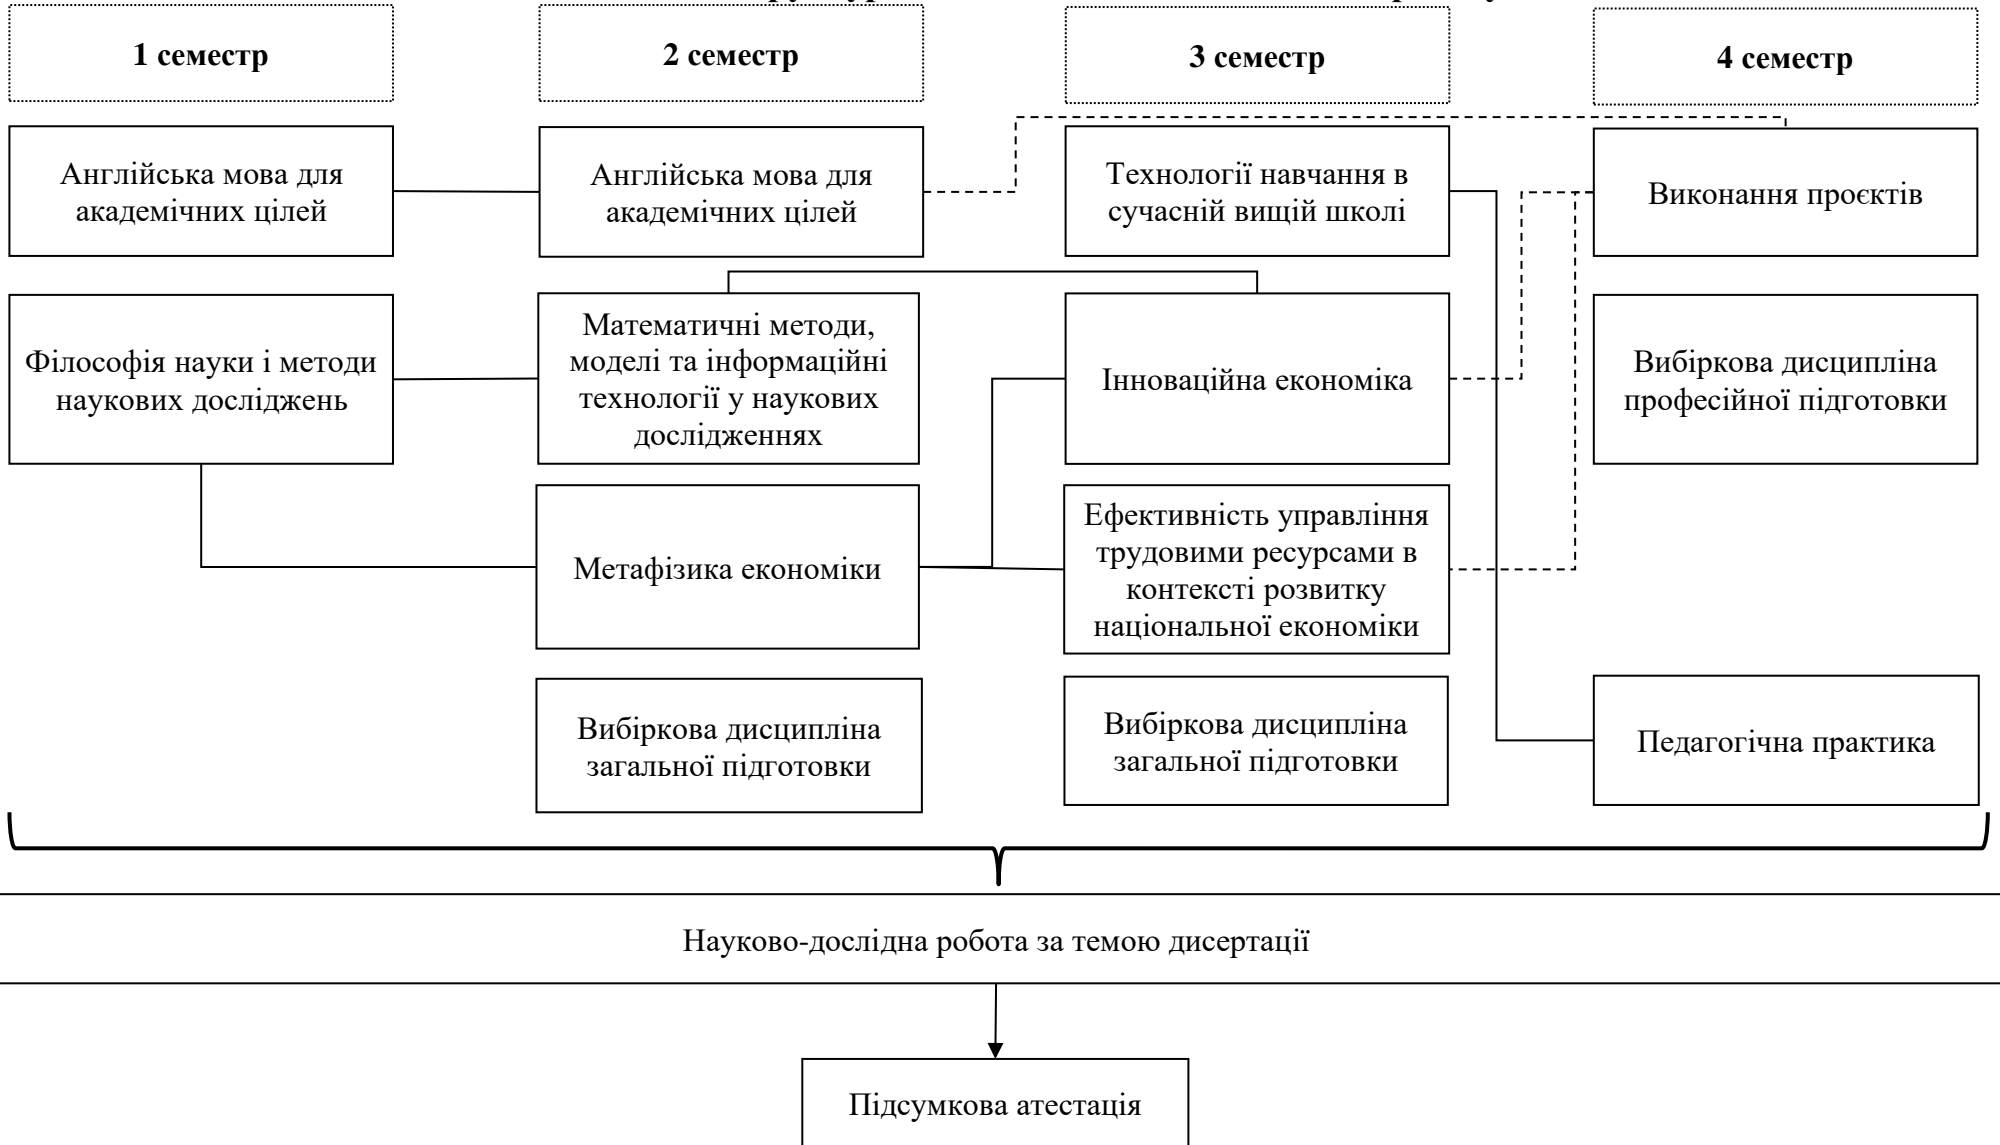 1 семестр
2 семестр
3 семестр
4 семестр
Англійська мова для
академічних цілей
Англійська мова для
академічних цілей
Технології навчання в
сучасній вищій школі
Виконання проєктів
Філософія науки і методи
наукових досліджень
Математичні методи,
моделі та інформаційні
технології у наукових
дослідженнях
Інноваційна економіка
Вибіркова дисципліна
професійної підготовки
Метафізика економіки
Ефективність управління
трудовими ресурсами в
контексті розвитку
національної економіки
Вибіркова дисципліна
загальної підготовки
Вибіркова дисципліна
загальної підготовки
Педагогічна практика
Науково-дослідна робота за темою дисертації
Підсумкова атестація